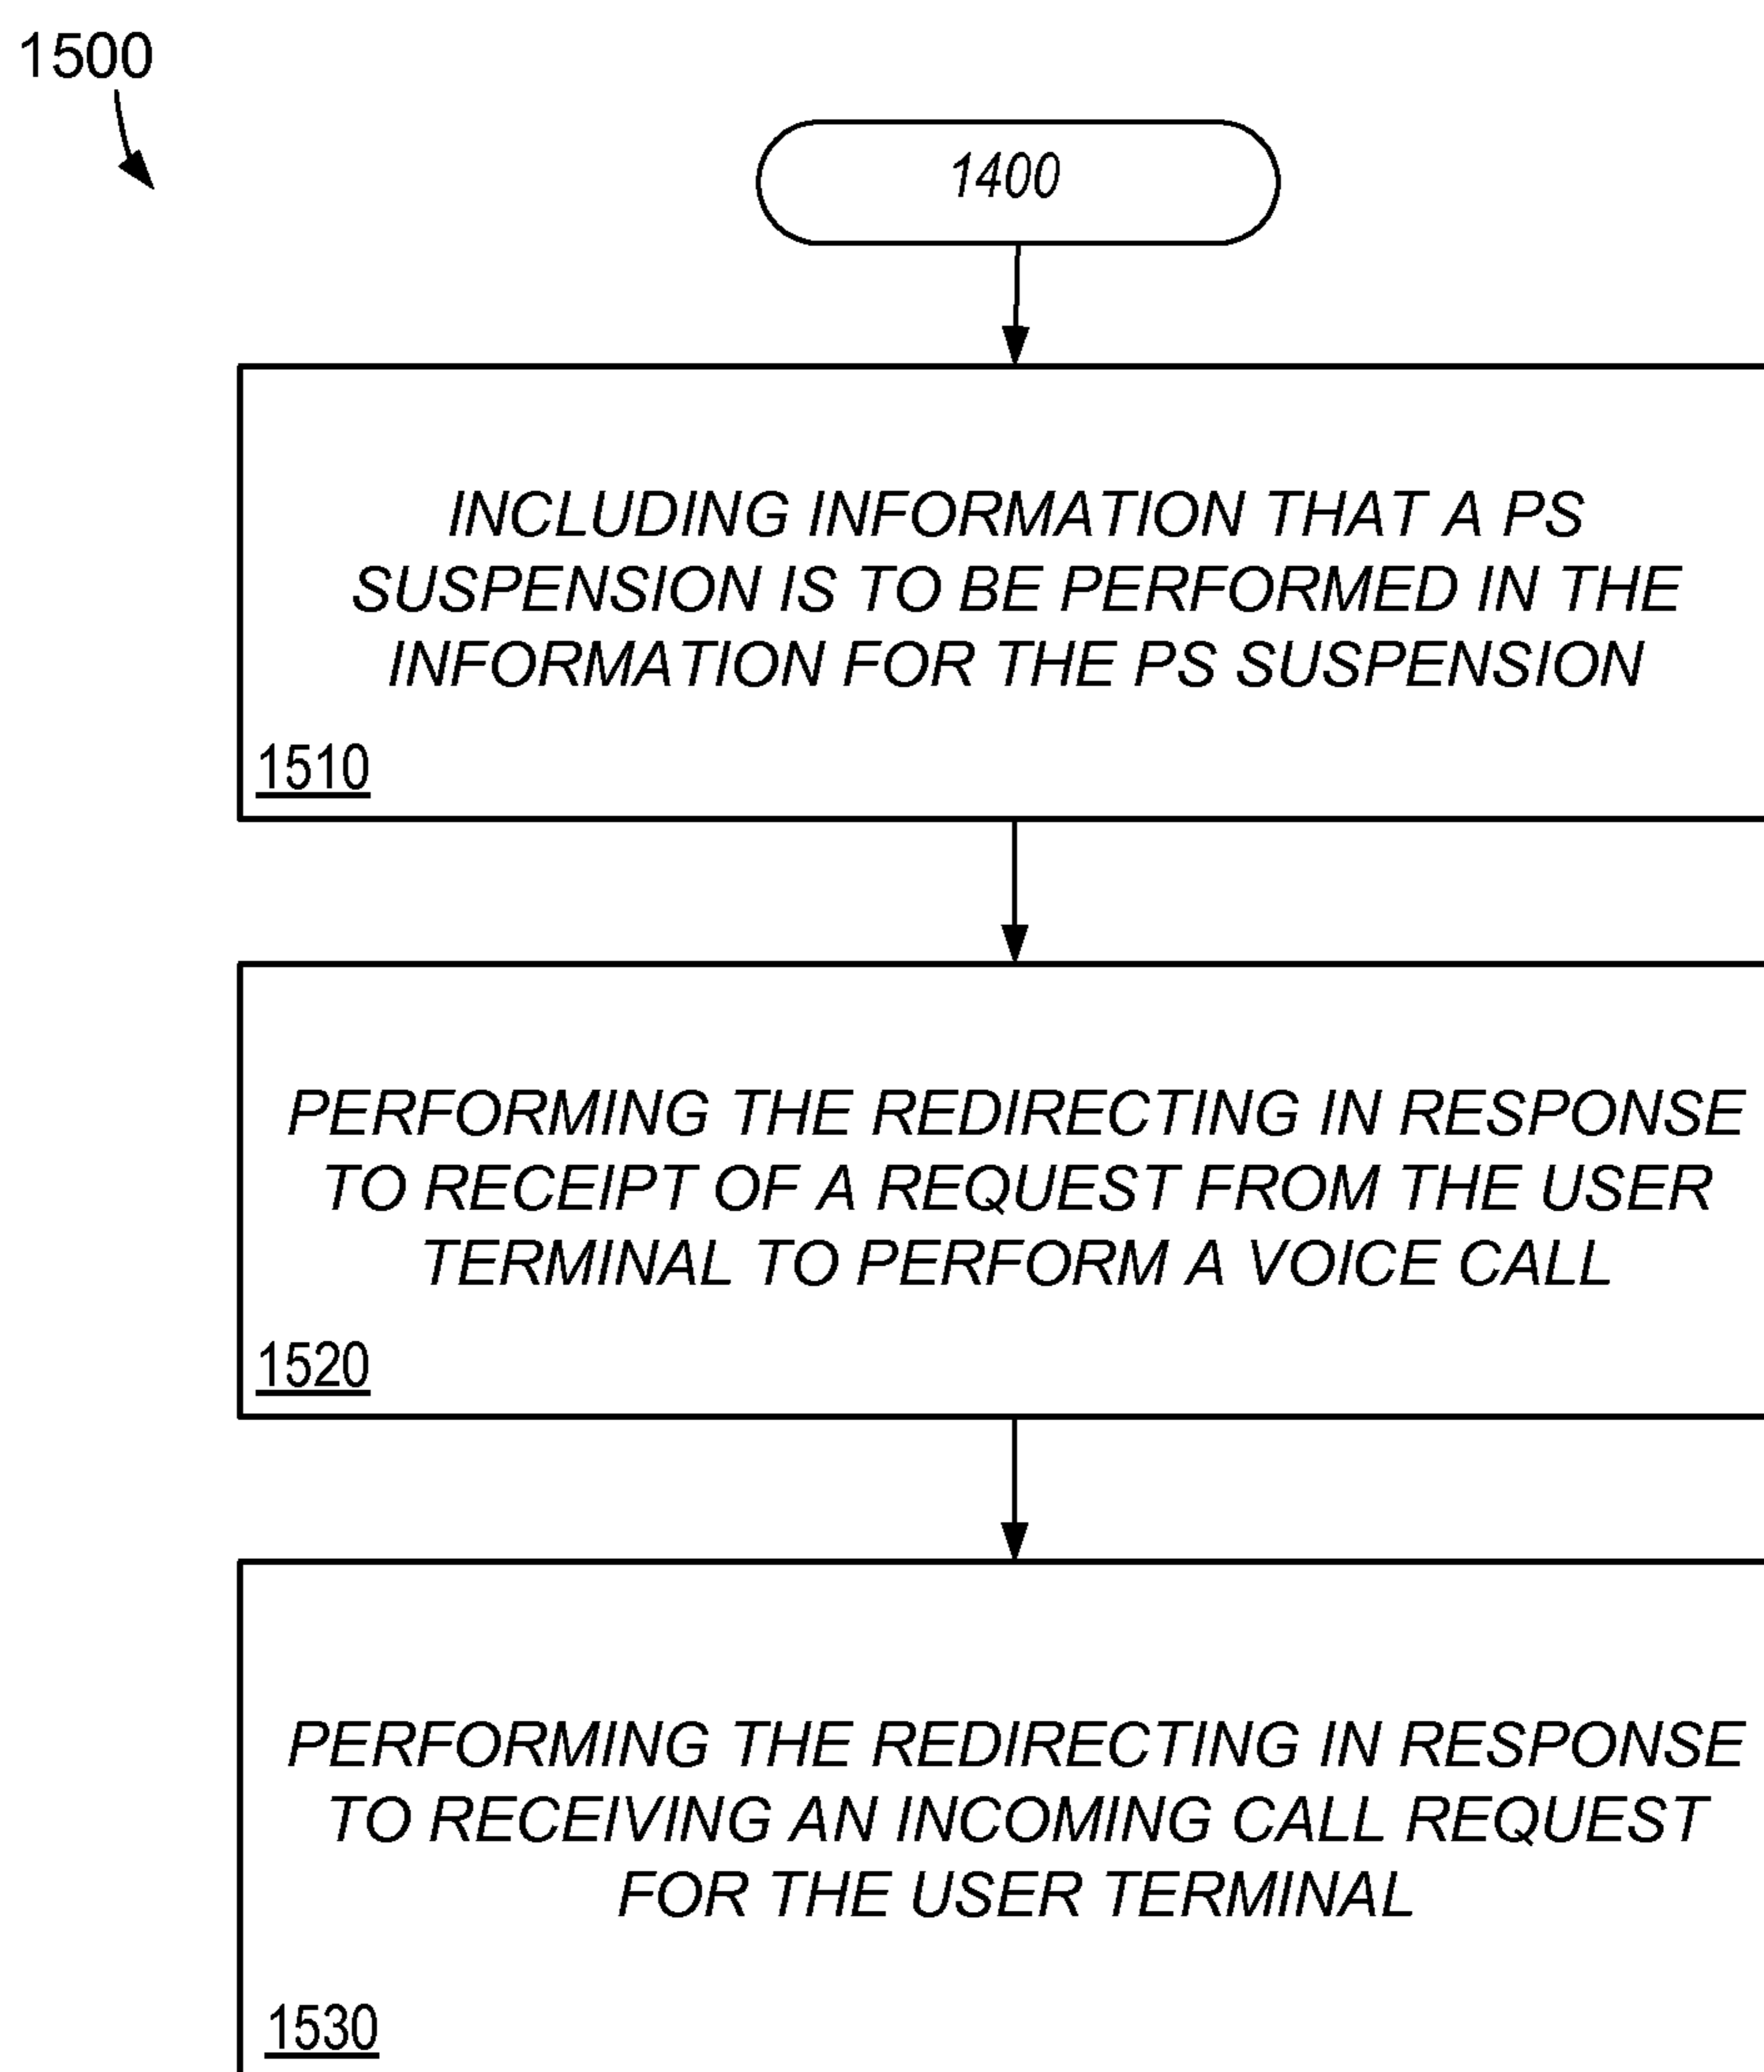 1500
1400
INCLUDING INFORMATION THAT A PS
SUSPENSION IS TO BE PERFORMED IN THE
INFORMATION FOR THE PS SUSPENSION
1510
PERFORMING THE REDIRECTING IN RESPONSE
TO RECEIPT OF A REQUEST FROM THE USER
TERMINAL TO PERFORM A VOICE CALL
1520
PERFORMING THE REDIRECTING IN RESPONSE
TO RECEIVING AN INCOMING CALL REQUEST
FOR THE USER TERMINAL
1530